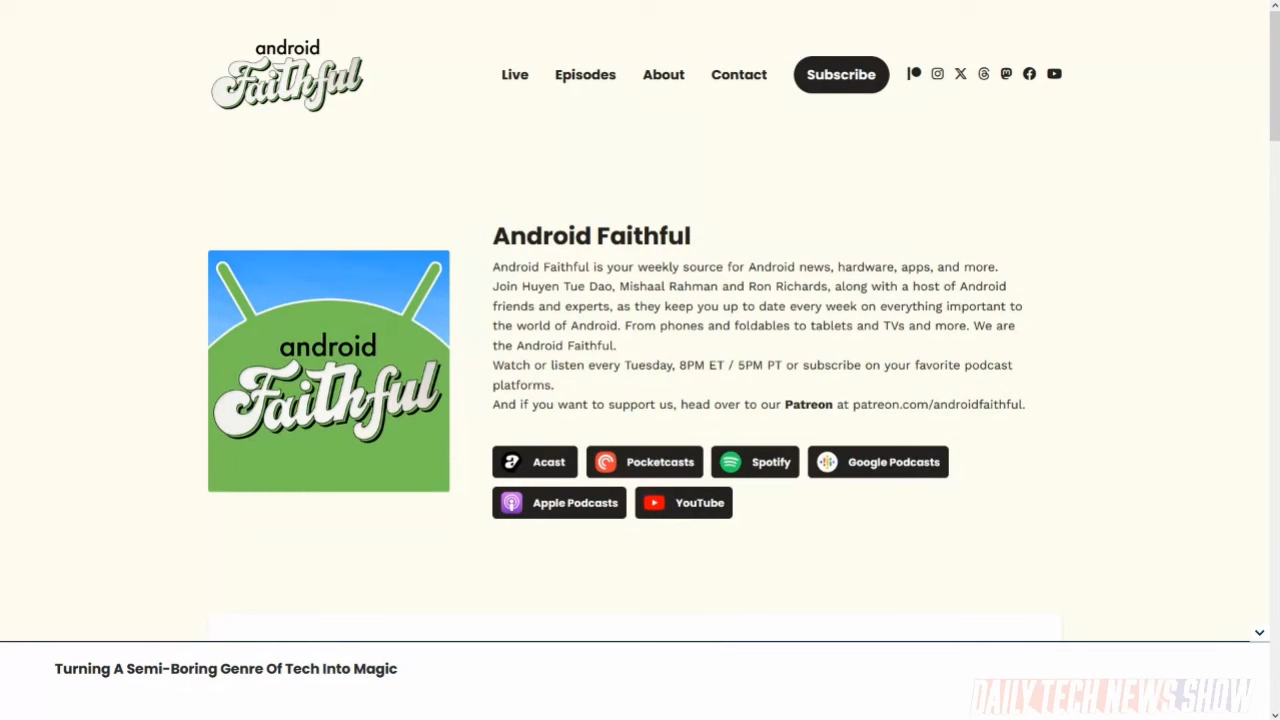 android
Faithful
Live
Episodes
About
Contact
Subscribe
Android Faithful
Android Faithful is your weekly source for Android news, hardware, apps, and more.
Join Huyen Tue Dao, Mishaal Rahman and Ron Richards, along with a host of Android
friends and experts, as they keep you up to date every week on everything important to
the world of Android. From phones and foldables to tablets and TVs and more. We are
the Android Faithful.
Watch or listen every Tuesday, 8PM ET / 5PM PT or subscribe on your favorite podcast
platforms.
And if you want to support us, head over to our Patreon at patreon.com/androidfaithful.
android
Faithful
Acast
Pocketcasts
Spotify
Google Podcasts
Apple Podcasts
YouTube
Turning A Semi-Boring Genre Of Tech Into Magic
DAILY TECH NEWS SHOW